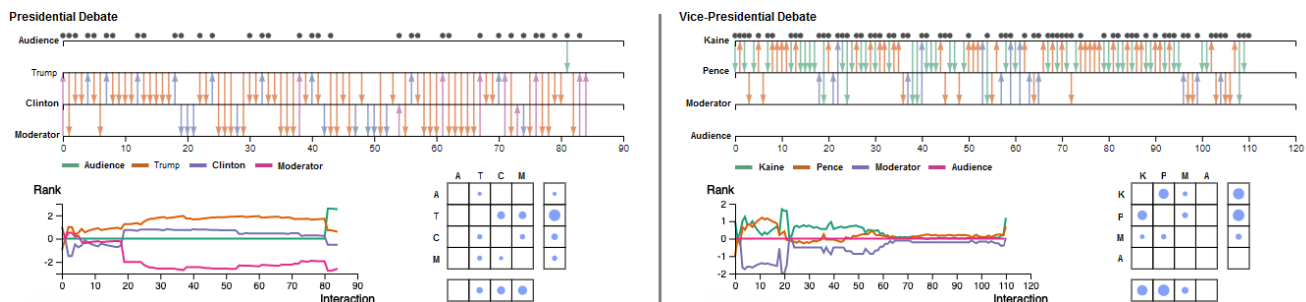 Presidential Debate
Audience
Trump
Clinton
Moderator
0 10 20 30 40 50 60 70 80 90
Audience Trump Clinton Moderator
Rank
2
1
0
-2
0 10 20 30 40 50 60 70 80 90
Interaction
A T C M
A
T
C
M
Vice-Presidential Debate
Kaine
Pence
Moderator
Audience
0 10 20 30 40 50 60 70 80 90 100 110 120
Kaine Pence Moderator Audience
Rank
2
1
0
-1
-2
0 10 20 30 40 50 60 70 80 90 100 110 120
Interaction
K P M A
K
P
M
A